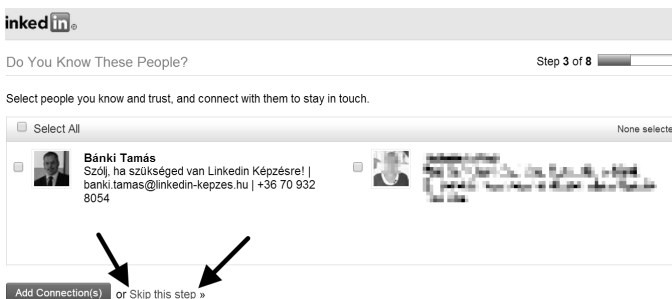 inked in
Do You Know These People?
Step 3 of 8
Select people you know and trust, and connect with them to stay in touch.
Select All
None selecte
Bánki Tamás
Szólj, ha szükséged van Linkedin Képzésre! |
banki.tamas@linkedin-kepzes.hu | +36 70 932
8054
Add Connection(s) or Skip this step »